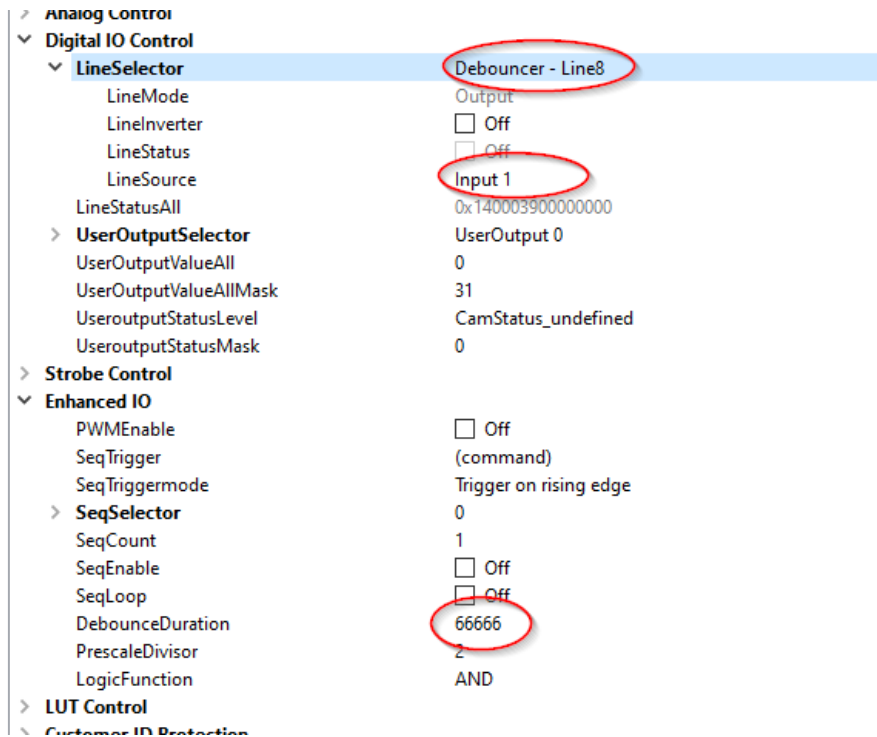 Analog Control
Digital IO Control
LineSelector Debouncer - Line8
LineMode Output
LineInverter Off
LineStatus Off
LineSource Input 1
LineStatusAll 0x140003900000000
UserOutputSelector UserOutput 0
UserOutputValueAll 0
UserOutputValueAllMask 31
UseroutputStatusLevel CamStatus_undefined
UseroutputStatusMask 0
Strobe Control
Enhanced IO
PWMEnable Off
SeqTrigger (command)
SeqTriggermode Trigger on rising edge
SeqSelector 0
SeqCount 1
SeqEnable Off
SeqLoop Off
DebounceDuration 66666
PrescaleDivisor 2
LogicFunction AND
LUT Control
Customer ID Protection